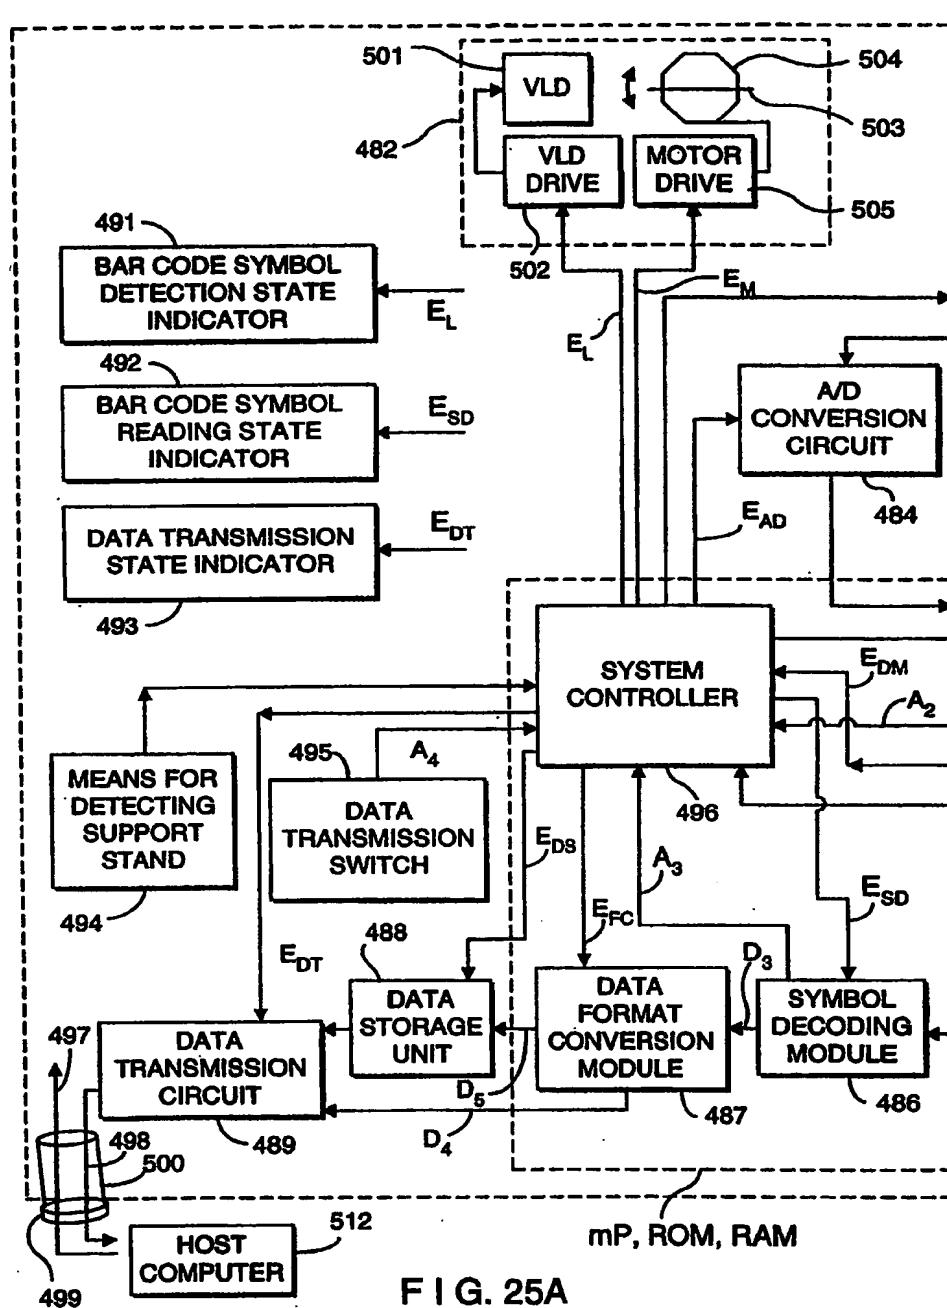 501
VLD
504
503
482
VLD
DRIVE
MOTOR
DRIVE
505
502
491
BAR CODE SYMBOL
DETECTION STATE
INDICATOR
E_L
E_M
E_L
492
BAR CODE SYMBOL
READING STATE
INDICATOR
E_SD
A/D
CONVERSION
CIRCUIT
484
E_AD
DATA TRANSMISSION
STATE INDICATOR
E_DT
493
SYSTEM
CONTROLLER
E_DM
A_2
496
MEANS FOR
DETECTING
SUPPORT
STAND
494
495
A_4
DATA
TRANSMISSION
SWITCH
E_DS
A_3
E_SD
E_FC
E_DT
488
DATA
STORAGE
UNIT
DATA
FORMAT
CONVERSION
MODULE
487
D_3
SYMBOL
DECODING
MODULE
486
D_5
D_4
497
DATA
TRANSMISSION
CIRCUIT
489
498
500
499
HOST
COMPUTER
512
mP, ROM, RAM
FIG. 25A